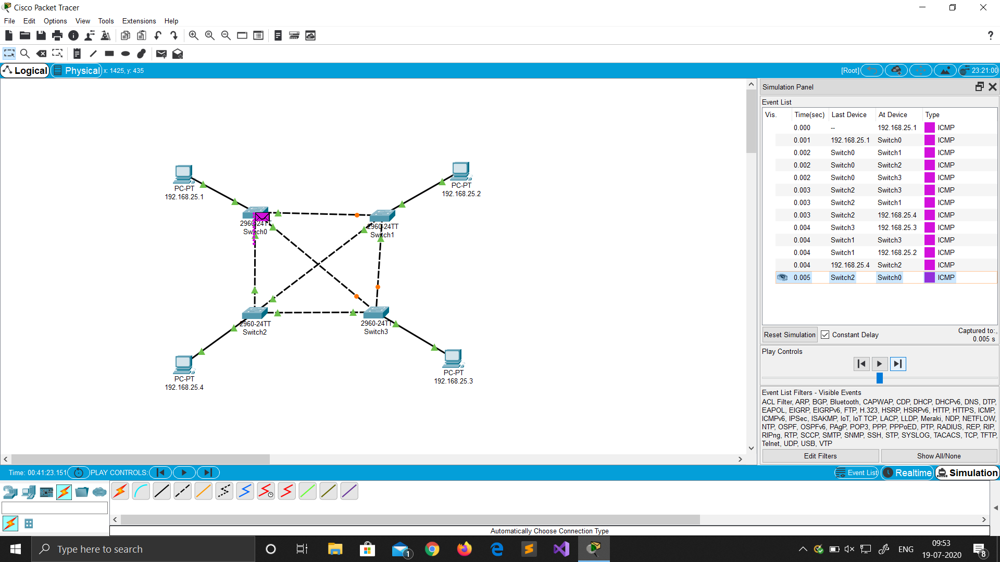 Cisco Packet Tracer
File Edit Options View Tools Extensions Help
Logical Physical x: 1425, y: 435 [Root] 23:21:00
Simulation Panel
Event List
Vis. Time(sec) Last Device At Device Type
0.000 -- 192.168.25.1 ICMP
0.001 192.168.25.1 Switch0 ICMP
0.002 Switch0 Switch1 ICMP
0.002 Switch0 Switch2 ICMP
0.002 Switch0 Switch3 ICMP
0.003 Switch2 Switch3 ICMP
0.003 Switch2 Switch1 ICMP
0.003 Switch2 192.168.25.4 ICMP
0.004 Switch3 192.168.25.3 ICMP
0.004 Switch1 Switch3 ICMP
0.004 Switch1 192.168.25.2 ICMP
0.004 192.168.25.4 Switch2 ICMP
0.005 Switch2 Switch0 ICMP
Reset Simulation Constant Delay Captured to:
0.005 s
Play Controls
Event List Filters - Visible Events
ACL Filter, ARP, BGP, Bluetooth, CAPWAP, CDP, DHCP, DHCPv6, DNS, DTP,
EAPOL, EIGRP, EIGRPv6, FTP, H.323, HSRP, HSRPv6, HTTP, HTTPS, ICMP,
ICMPv6, IPSec, ISAKMP, IoT, IoT TCP, LACP, LLDP, Meraki, NDP, NETFLOW,
NTP, OSPF, OSPFv6, PAgP, POP3, PPP, PPPoED, PTP, RADIUS, REP, RIP,
RIPng, RTP, SCCP, SMTP, SNMP, SSH, STP, SYSLOG, TACACS, TCP, TFTP,
Telnet, UDP, USB, VTP
Edit Filters Show All/None
PC-PT
192.168.25.1
PC-PT
192.168.25.2
2960-24TT
Switch0
2960-24TT
Switch1
2960-24TT
Switch2
2960-24TT
Switch3
PC-PT
192.168.25.4
PC-PT
192.168.25.3
Time: 00:41:23.151 PLAY CONTROLS: Event List Realtime Simulation
Automatically Choose Connection Type
Type here to search
1
ENG
09:53
19-07-2020
8